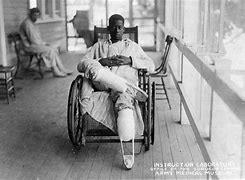 INSTRUCTION LABORATORY
ARMY MEDICAL MUSEUM